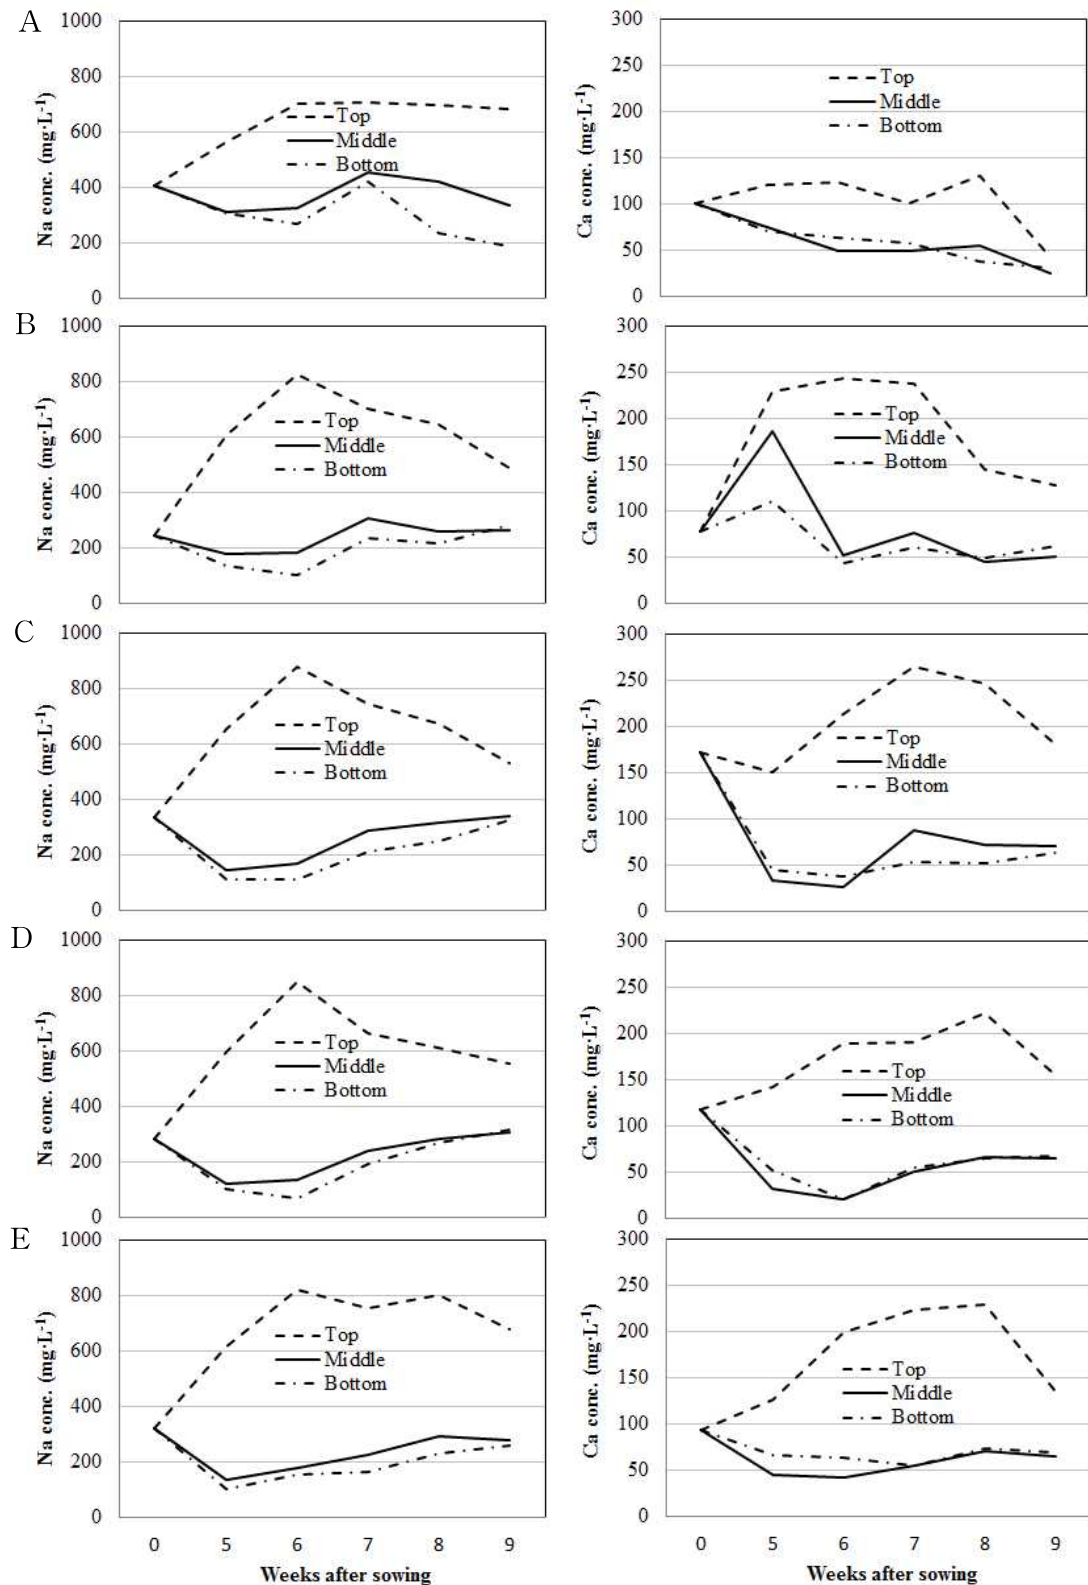 A
1000
800
600
400
200
0
Na conc. (mg·L-1)
Top
Middle
Bottom
300
250
200
150
100
50
0
Ca conc. (mg·L-1)
Top
Middle
Bottom
B
1000
800
600
400
200
0
Na conc. (mg·L-1)
Top
Middle
Bottom
300
250
200
150
100
50
0
Ca conc. (mg·L-1)
Top
Middle
Bottom
C
1000
800
600
400
200
0
Na conc. (mg·L-1)
Top
Middle
Bottom
300
250
200
150
100
50
0
Ca conc. (mg·L-1)
Top
Middle
Bottom
D
1000
800
600
400
200
0
Na conc. (mg·L-1)
Top
Middle
Bottom
300
250
200
150
100
50
0
Ca conc. (mg·L-1)
Top
Middle
Bottom
E
1000
800
600
400
200
0
Na conc. (mg·L-1)
Top
Middle
Bottom
0 5 6 7 8 9
Weeks after sowing
300
250
200
150
100
50
0
Ca conc. (mg·L-1)
Top
Middle
Bottom
0 5 6 7 8 9
Weeks after sowing